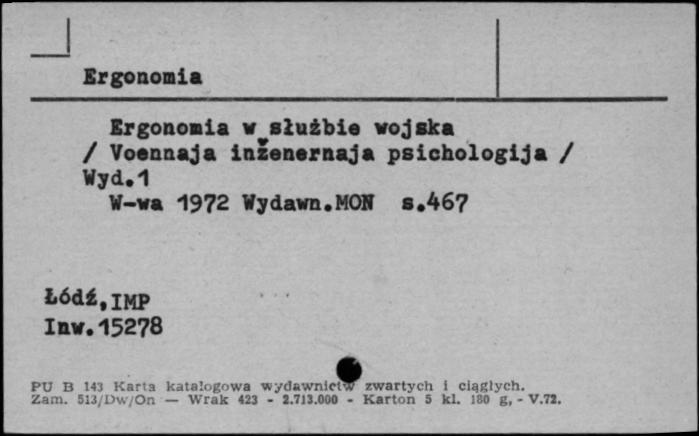 Ergonomia
Ergonomia w służbie wojska
/ Voennaja inženernaja psichologija /
Wyd.1
W-wa 1972 Wydawn.MON s.467
Łódź,IMP
Inw.15278
PU B 143 Karta katalogowa wydawnictw zwartych i ciągłych.
Zam. 513/Dw/On — Wrak 423 - 2.713.000 - Karton 5 kl. 180 g, - V.72.